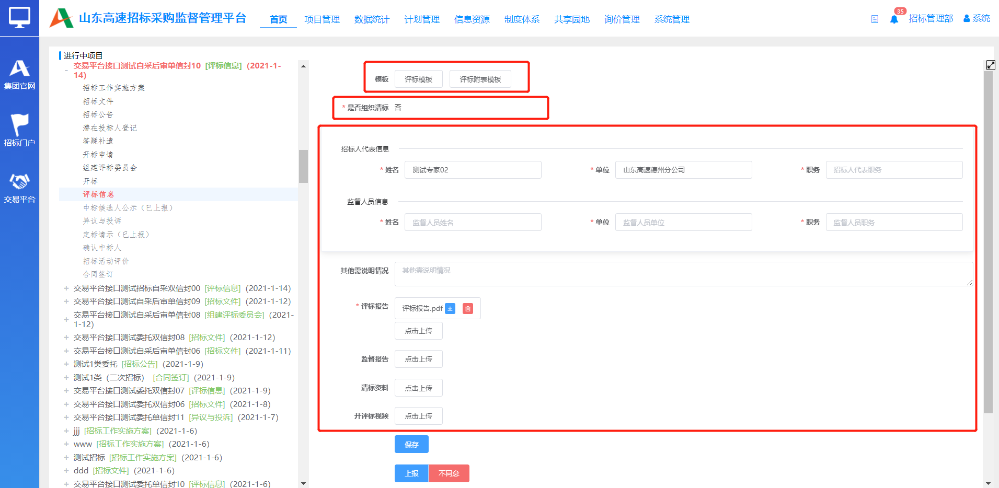 山东高速招标采购监督管理平台
首页 项目管理 数据统计 计划管理 信息资源 制度体系 共享园地 询价管理 系统管理
35
招标管理部 系统
集团官网
招标门户
交易平台
进行中项目
交易平台接口测试自采后审单信封10 [评标信息] (2021-1-
14)
招标工作实施方案
招标文件
招标公告
潜在投标人登记
答疑补遗
开标申请
组建评标委员会
开标
评标信息
中标候选人公示（已上报）
异议与投诉
定标请示（已上报）
确认中标人
招标活动评价
合同签订
交易平台接口测试招标自采双信封00 [评标信息] (2021-1-14)
交易平台接口测试自采后审单信封09 [招标文件] (2021-1-12)
交易平台接口测试自采后审单信封08 [组建评标委员会] (2021-
1-12)
交易平台接口测试委托双信封08 [招标文件] (2021-1-12)
交易平台接口测试自采后审单信封06 [招标文件] (2021-1-11)
测试1类委托 [招标公告] (2021-1-9)
测试1类（二次招标） [合同签订] (2021-1-9)
交易平台接口测试委托双信封07 [评标信息] (2021-1-9)
交易平台接口测试委托双信封06 [招标文件] (2021-1-8)
交易平台接口测试委托单信封11 [异议与投诉] (2021-1-7)
jjj [招标工作实施方案] (2021-1-6)
www [招标工作实施方案] (2021-1-6)
测试招标 [招标工作实施方案] (2021-1-6)
ddd [招标文件] (2021-1-6)
交易平台接口测试委托单信封10 [评标信息] (2021-1-6)
模板 评标模板 评标附表模板
* 是否组织清标 否
招标人代表信息
* 姓名 测试专家02 * 单位 山东高速德州分公司 * 职务 招标人代表职务
监督人员信息
* 姓名 监督人员姓名 * 单位 监督人员单位 * 职务 监督人员职务
其他需说明情况 其他需说明情况
* 评标报告 评标报告.pdf
点击上传
监督报告 点击上传
清标资料 点击上传
开评标视频 点击上传
保存
上报 不同意